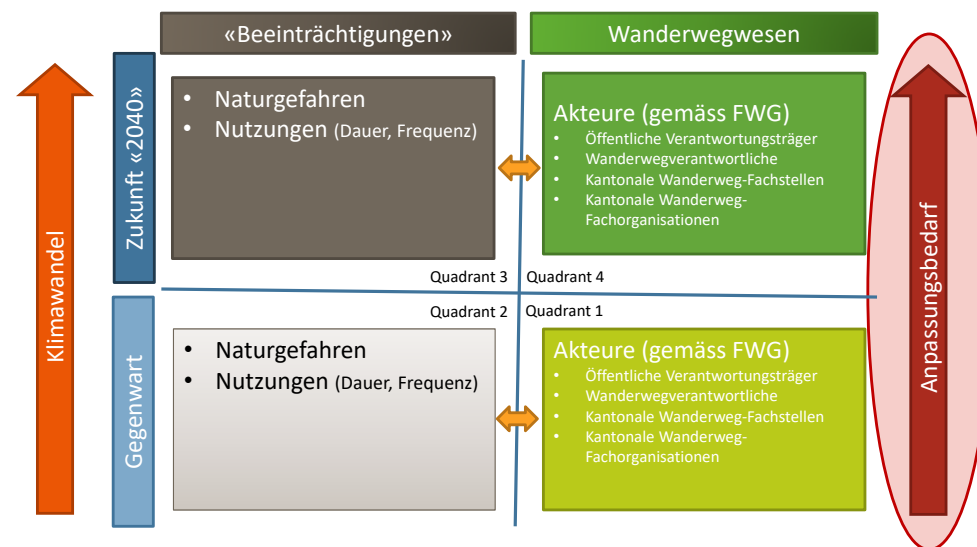 «Beeinträchtigungen»
Wanderwegwesen
Klimawandel
Zukunft «2040»
• Naturgefahren
• Nutzungen (Dauer, Frequenz)
Akteure (gemäss FWG)
• Öffentliche Verantwortungsträger
• Wanderwegverantwortliche
• Kantonale Wanderweg-Fachstellen
• Kantonale Wanderweg-
Fachorganisationen
Anpassungsbedarf
Quadrant 3
Quadrant 4
Quadrant 2
Quadrant 1
Gegenwart
• Naturgefahren
• Nutzungen (Dauer, Frequenz)
Akteure (gemäss FWG)
• Öffentliche Verantwortungsträger
• Wanderwegverantwortliche
• Kantonale Wanderweg-Fachstellen
• Kantonale Wanderweg-
Fachorganisationen